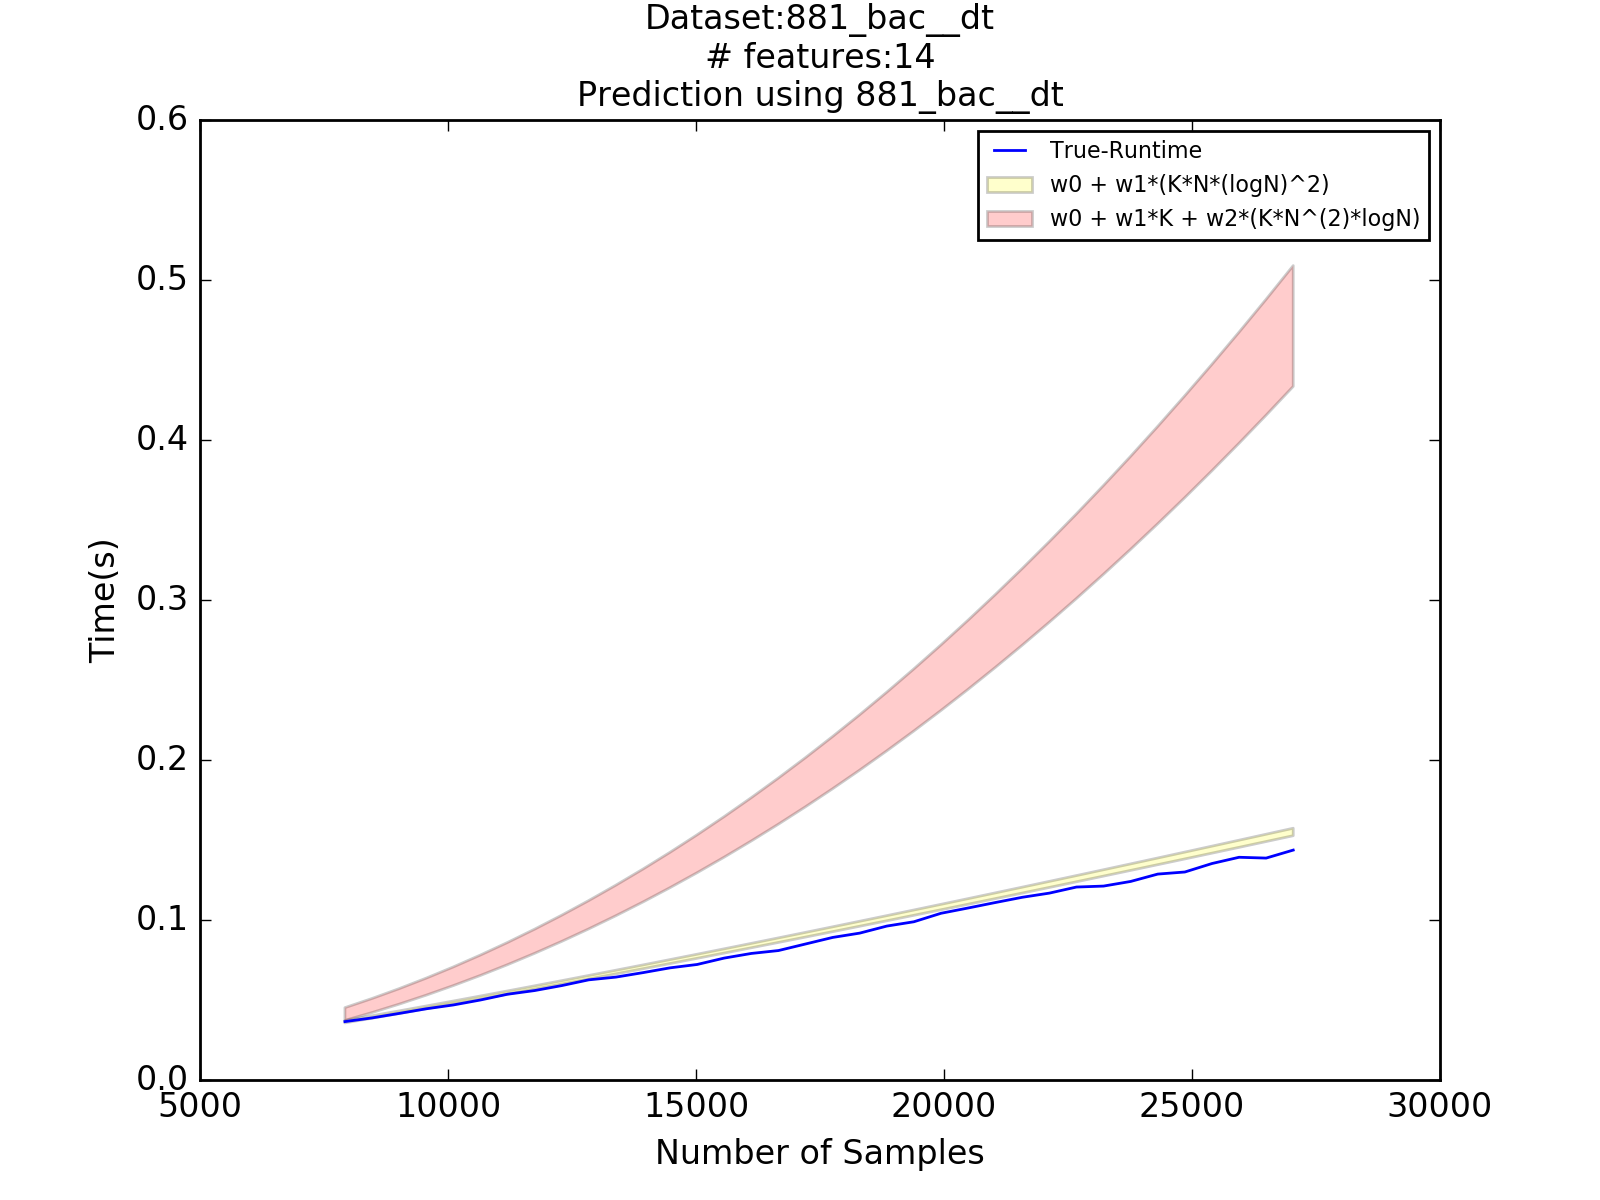 Dataset:881_bac__dt
# features:14
Prediction using 881_bac__dt
True-Runtime
w0 + w1*(K*N*(logN)^2)
w0 + w1*K + w2*(K*N^(2)*logN)
0.6
0.5
0.4
0.3
0.2
0.1
0.0
Time(s)
5000 10000 15000 20000 25000 30000
Number of Samples